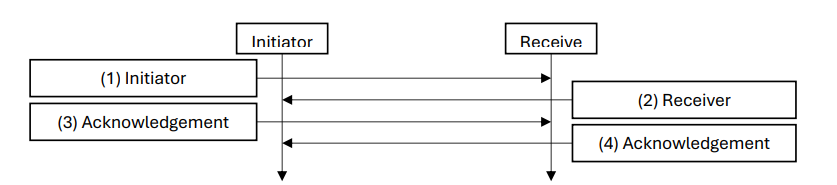 Initiator
Receive
(1) Initiator
(2) Receiver
(3) Acknowledgement
(4) Acknowledgement